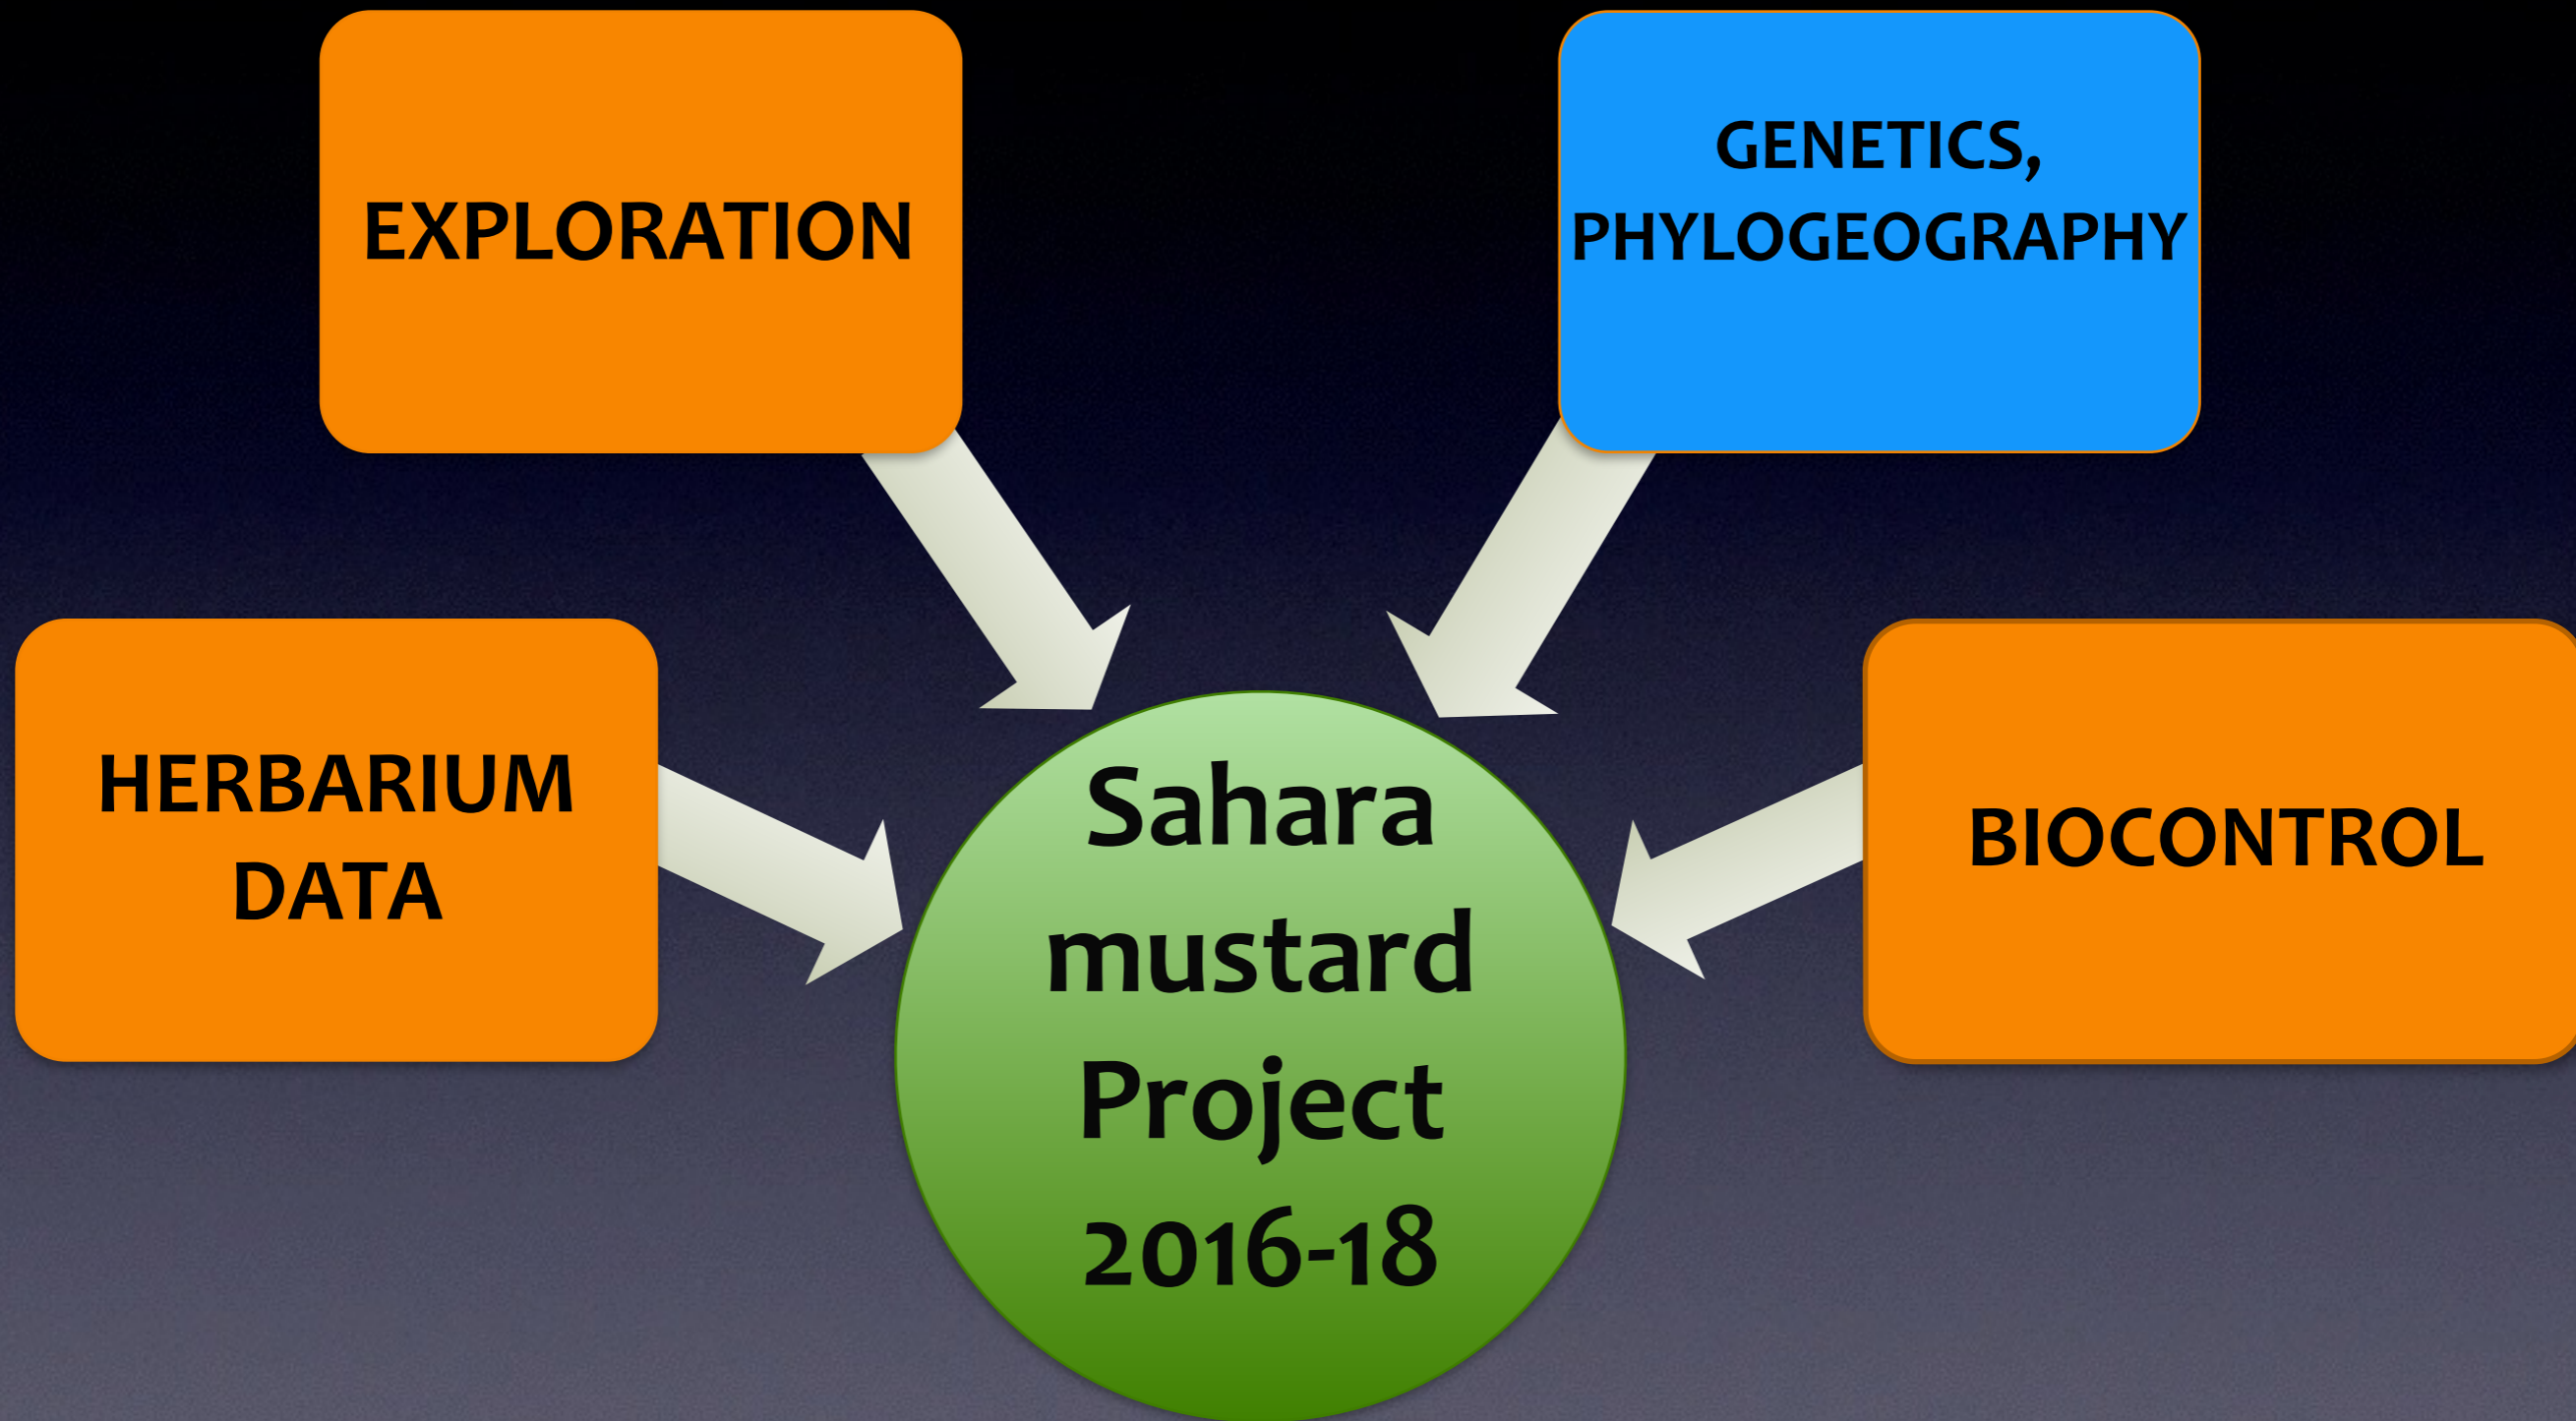 EXPLORATION
GENETICS,
PHYLOGEOGRAPHY
HERBARIUM
DATA
BIOCONTROL
Sahara
mustard
Project
2016-18